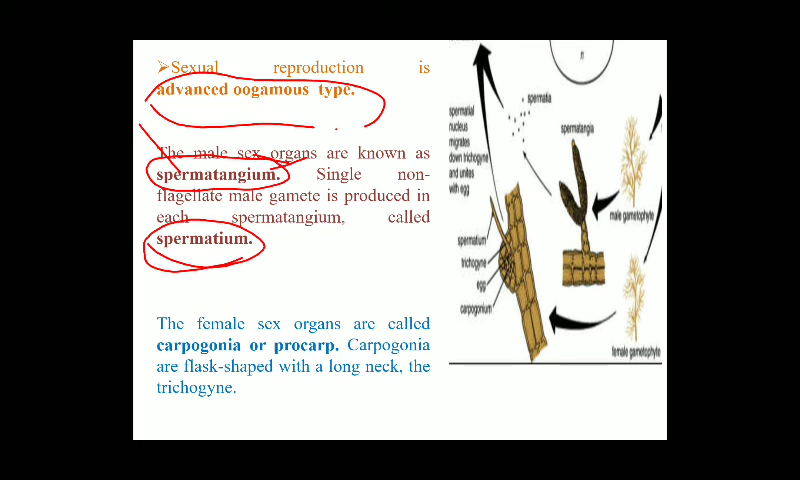 ➢Sexual reproduction is
advanced oogamous type.
The male sex organs are known as
spermatangium. Single non-
flagellate male gamete is produced in
each spermatangium, called
spermatium.
The female sex organs are called
carpogonia or procarp. Carpogonia
are flask-shaped with a long neck, the
trichogyne.
n
spermatia
spermatial
nucleus
migrates
down trichogyne
and unites
with egg
spermatangia
male gametophyte
spermatium
trichogyne
egg
carpogonium
female gametophyte